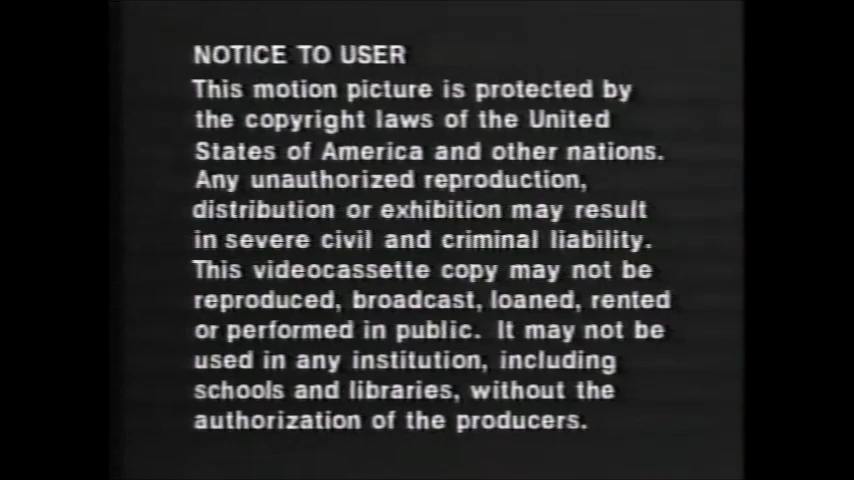 NOTICE TO USER
This motion picture is protected by
the copyright laws of the United
States of America and other nations.
Any unauthorized reproduction,
distribution or exhibition may result
in severe civil and criminal liability.
This videocassette copy may not be
reproduced, broadcast, loaned, rented
or performed in public. It may not be
used in any institution, including
schools and libraries, without the
authorization of the producers.